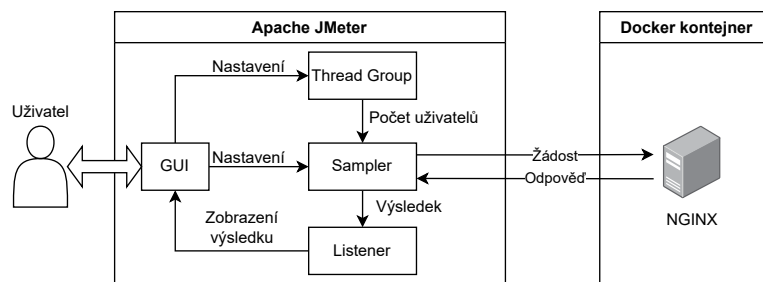 Apache JMeter
Docker kontejner
Nastavení
Thread Group
Uživatel
Počet uživatelů
GUI
Nastavení
Sampler
Žádost
Odpověď
Zobrazení
výsledku
Výsledek
NGINX
Listener